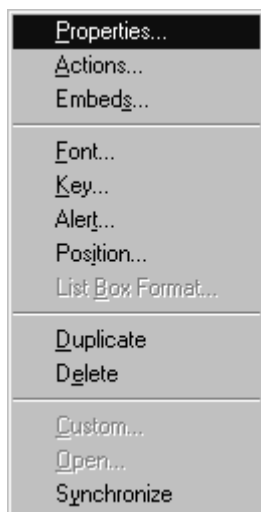 Properties...
Actions...
Embeds...
Font...
Key...
Alert...
Position...
List Box Format...
Duplicate
Delete
Custom...
Open...
Synchronize